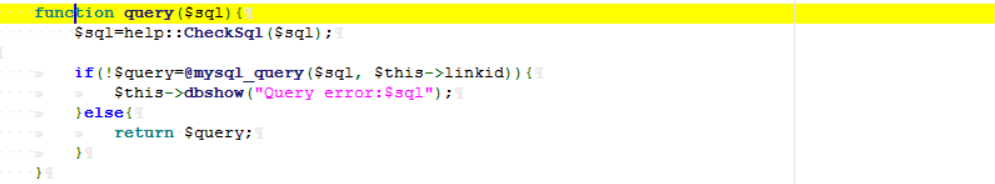 function query($sql){
$sql=help::CheckSql($sql);
if(!$query=@mysql_query($sql, $this->linkid)){
$this->dbshow("Query error:$sql");
}else{
return $query;
}
}